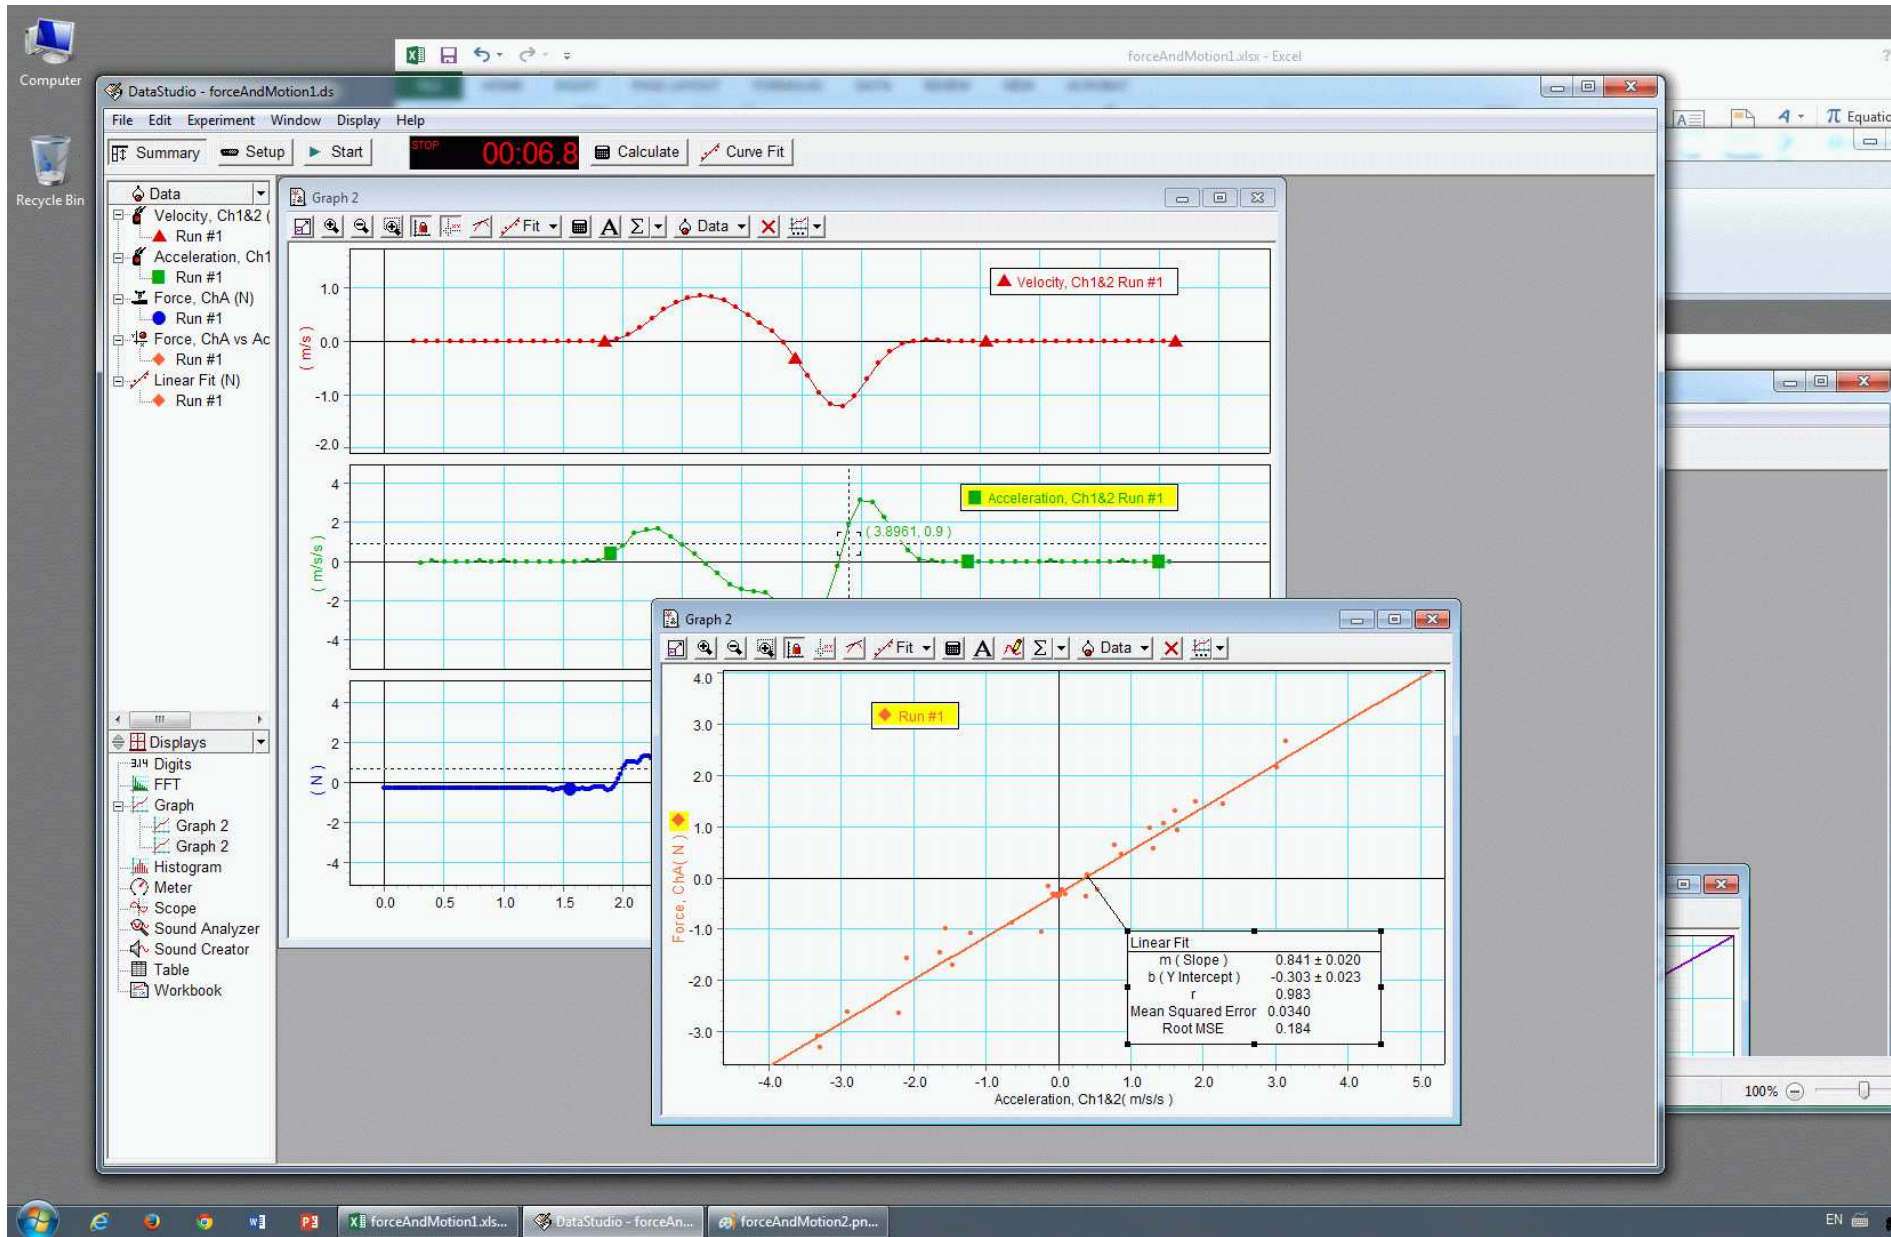 Computer
Recycle Bin
forceAndMotion1.xlsx - Excel
?
Equatio
DataStudio - forceAndMotion1.ds
File Edit Experiment Window Display Help
Summary Setup Start STOP 00:06.8 Calculate Curve Fit
Data
Velocity, Ch1&2 (
Run #1
Acceleration, Ch1
Run #1
Force, ChA (N)
Run #1
Force, ChA vs Ac
Run #1
Linear Fit (N)
Run #1
Displays
3.14 Digits
FFT
Graph
Graph 2
Graph 2
Histogram
Meter
Scope
Sound Analyzer
Sound Creator
Table
Workbook
Graph 2
Fit A Σ Data
Velocity, Ch1&2 Run #1
1.0
0.0
-1.0
-2.0
( m/s )
Acceleration, Ch1&2 Run #1
( 3.8961, 0.9 )
4
2
0
-2
-4
( m/s/s )
4
2
0
-2
-4
( N )
0.0 0.5 1.0 1.5 2.0
Graph 2
Fit A Σ Data
Run #1
4.0
3.0
2.0
1.0
0.0
-1.0
-2.0
-3.0
Force, ChA( N )
Linear Fit
m ( Slope ) 0.841 ± 0.020
b ( Y Intercept ) -0.303 ± 0.023
r 0.983
Mean Squared Error 0.0340
Root MSE 0.184
-4.0 -3.0 -2.0 -1.0 0.0 1.0 2.0 3.0 4.0 5.0
Acceleration, Ch1&2( m/s/s )
100%
forceAndMotion1.xls...
DataStudio - forceAn...
forceAndMotion2.pn...
EN